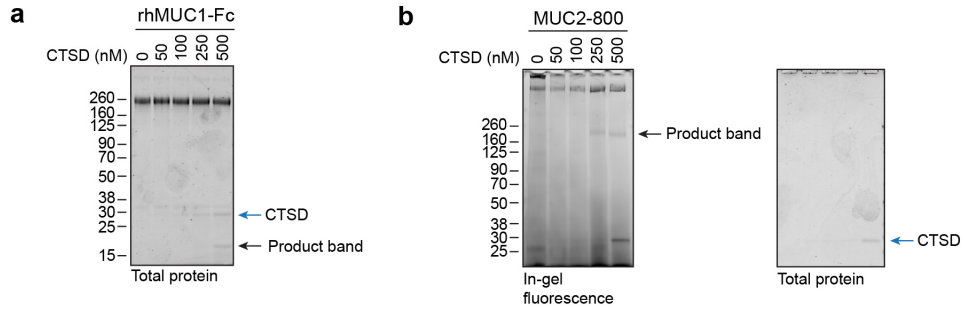 a
rhMUC1-Fc
CTSD (nM) 0 50 100 250 500
260
160
125
90
70
50
38
30
25
15
CTSD
Product band
Total protein
b
MUC2-800
CTSD (nM) 0 50 100 250 500
260
160
125
90
70
50
38
30
25
Product band
In-gel
fluorescence
CTSD
Total protein